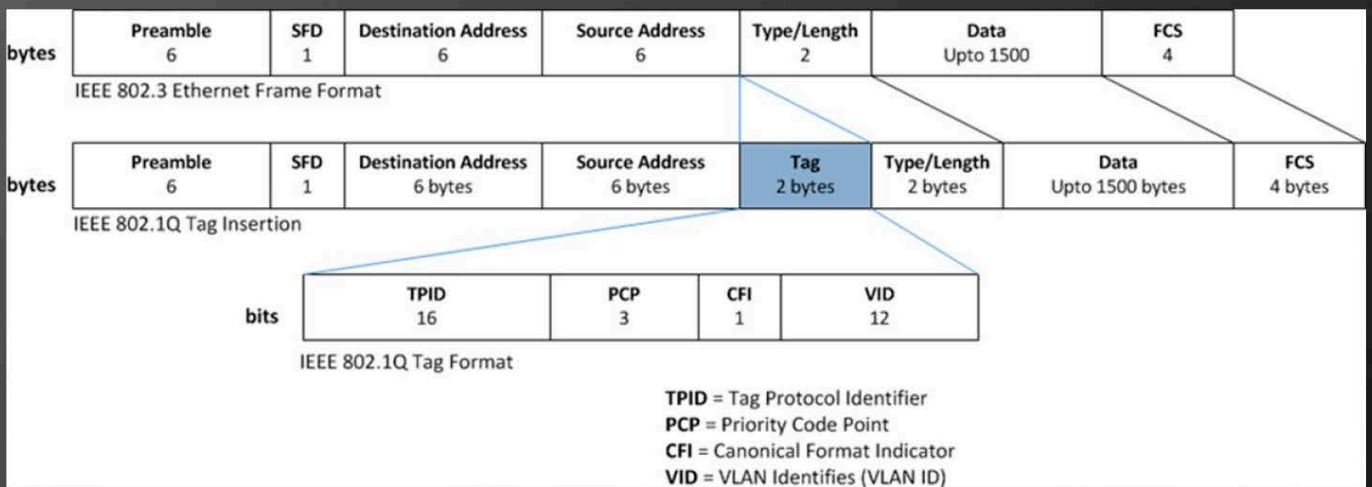 Preamble SFD Destination Address Source Address Type/Length Data FCS
bytes 6 1 6 6 2 Upto 1500 4
IEEE 802.3 Ethernet Frame Format
Preamble SFD Destination Address Source Address Tag Type/Length Data FCS
bytes 6 1 6 bytes 6 bytes 2 bytes 2 bytes Upto 1500 bytes 4 bytes
IEEE 802.1Q Tag Insertion
TPID PCP CFI VID
bits 16 3 1 12
IEEE 802.1Q Tag Format
TPID = Tag Protocol Identifier
PCP = Priority Code Point
CFI = Canonical Format Indicator
VID = VLAN Identifies (VLAN ID)